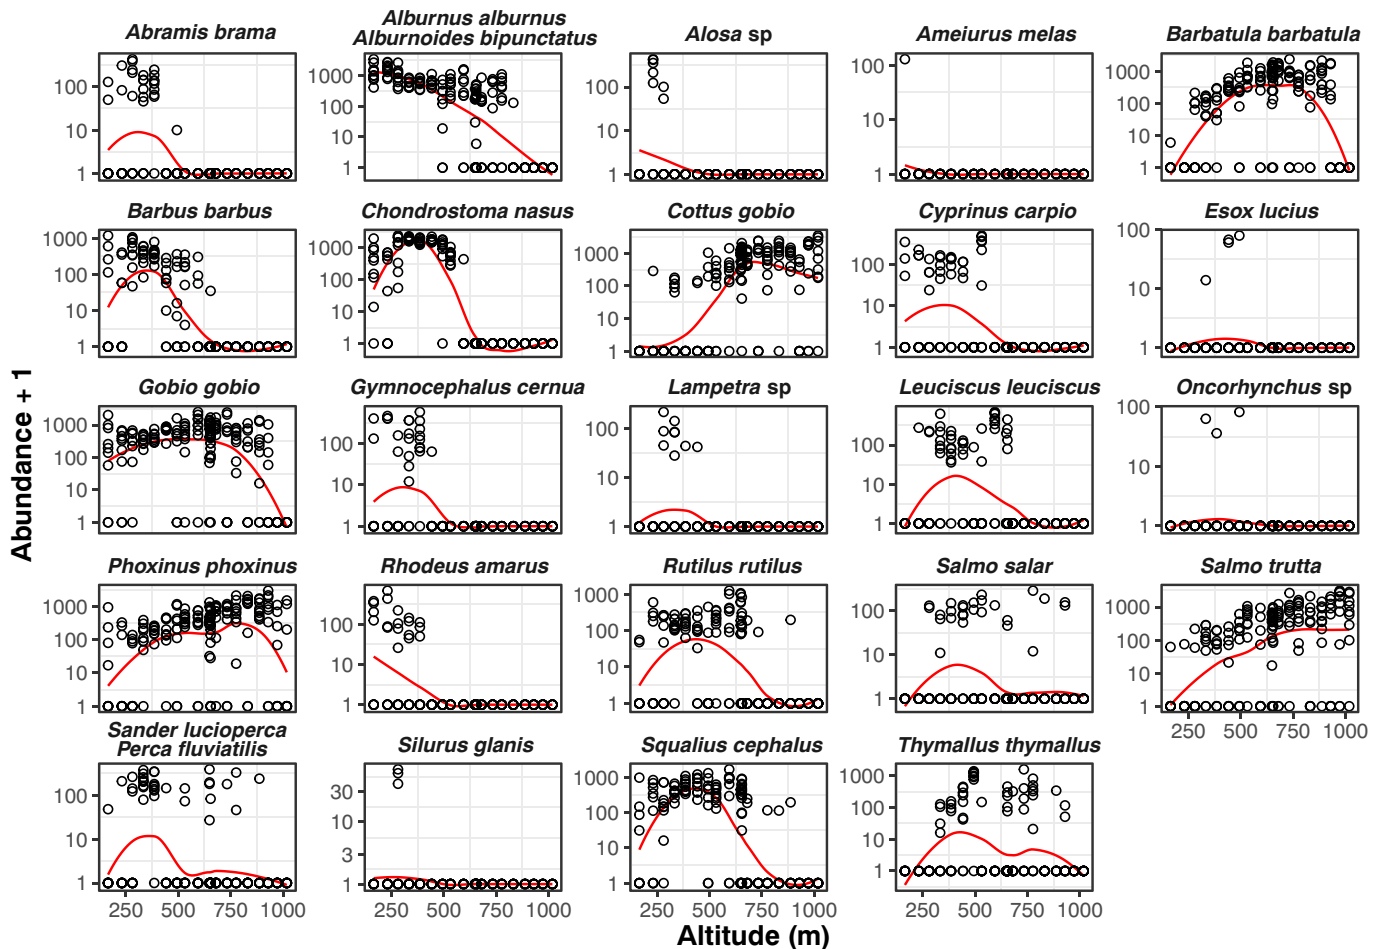 Abramis brama
Alburnus alburnus
Alburnoides bipunctatus
Alosa sp
Ameiurus melas
Barbatula barbatula
100
10
1
1000
100
10
1
100
10
1
100
10
1
1000
100
10
1
Barbus barbus
Chondrostoma nasus
Cottus gobio
Cyprinus carpio
Esox lucius
1000
100
10
1
1000
100
10
1
1000
100
10
1
100
10
1
100
10
1
Gobio gobio
Gymnocephalus cernua
Lampetra sp
Leuciscus leuciscus
Oncorhynchus sp
1000
100
10
1
100
10
1
100
10
1
100
10
1
100
10
1
Phoxinus phoxinus
Rhodeus amarus
Rutilus rutilus
Salmo salar
Salmo trutta
1000
100
10
1
100
10
1
1000
100
10
1
100
10
1
1000
100
10
1
250 500 750 1000
Sander lucioperca
Perca fluviatilis
Silurus glanis
Squalius cephalus
Thymallus thymallus
100
10
1
30
10
3
1
1000
100
10
1
1000
100
10
1
250 500 750 1000
250 500 750 1000
250 500 750 1000
250 500 750 1000
Altitude (m)
Abundance + 1